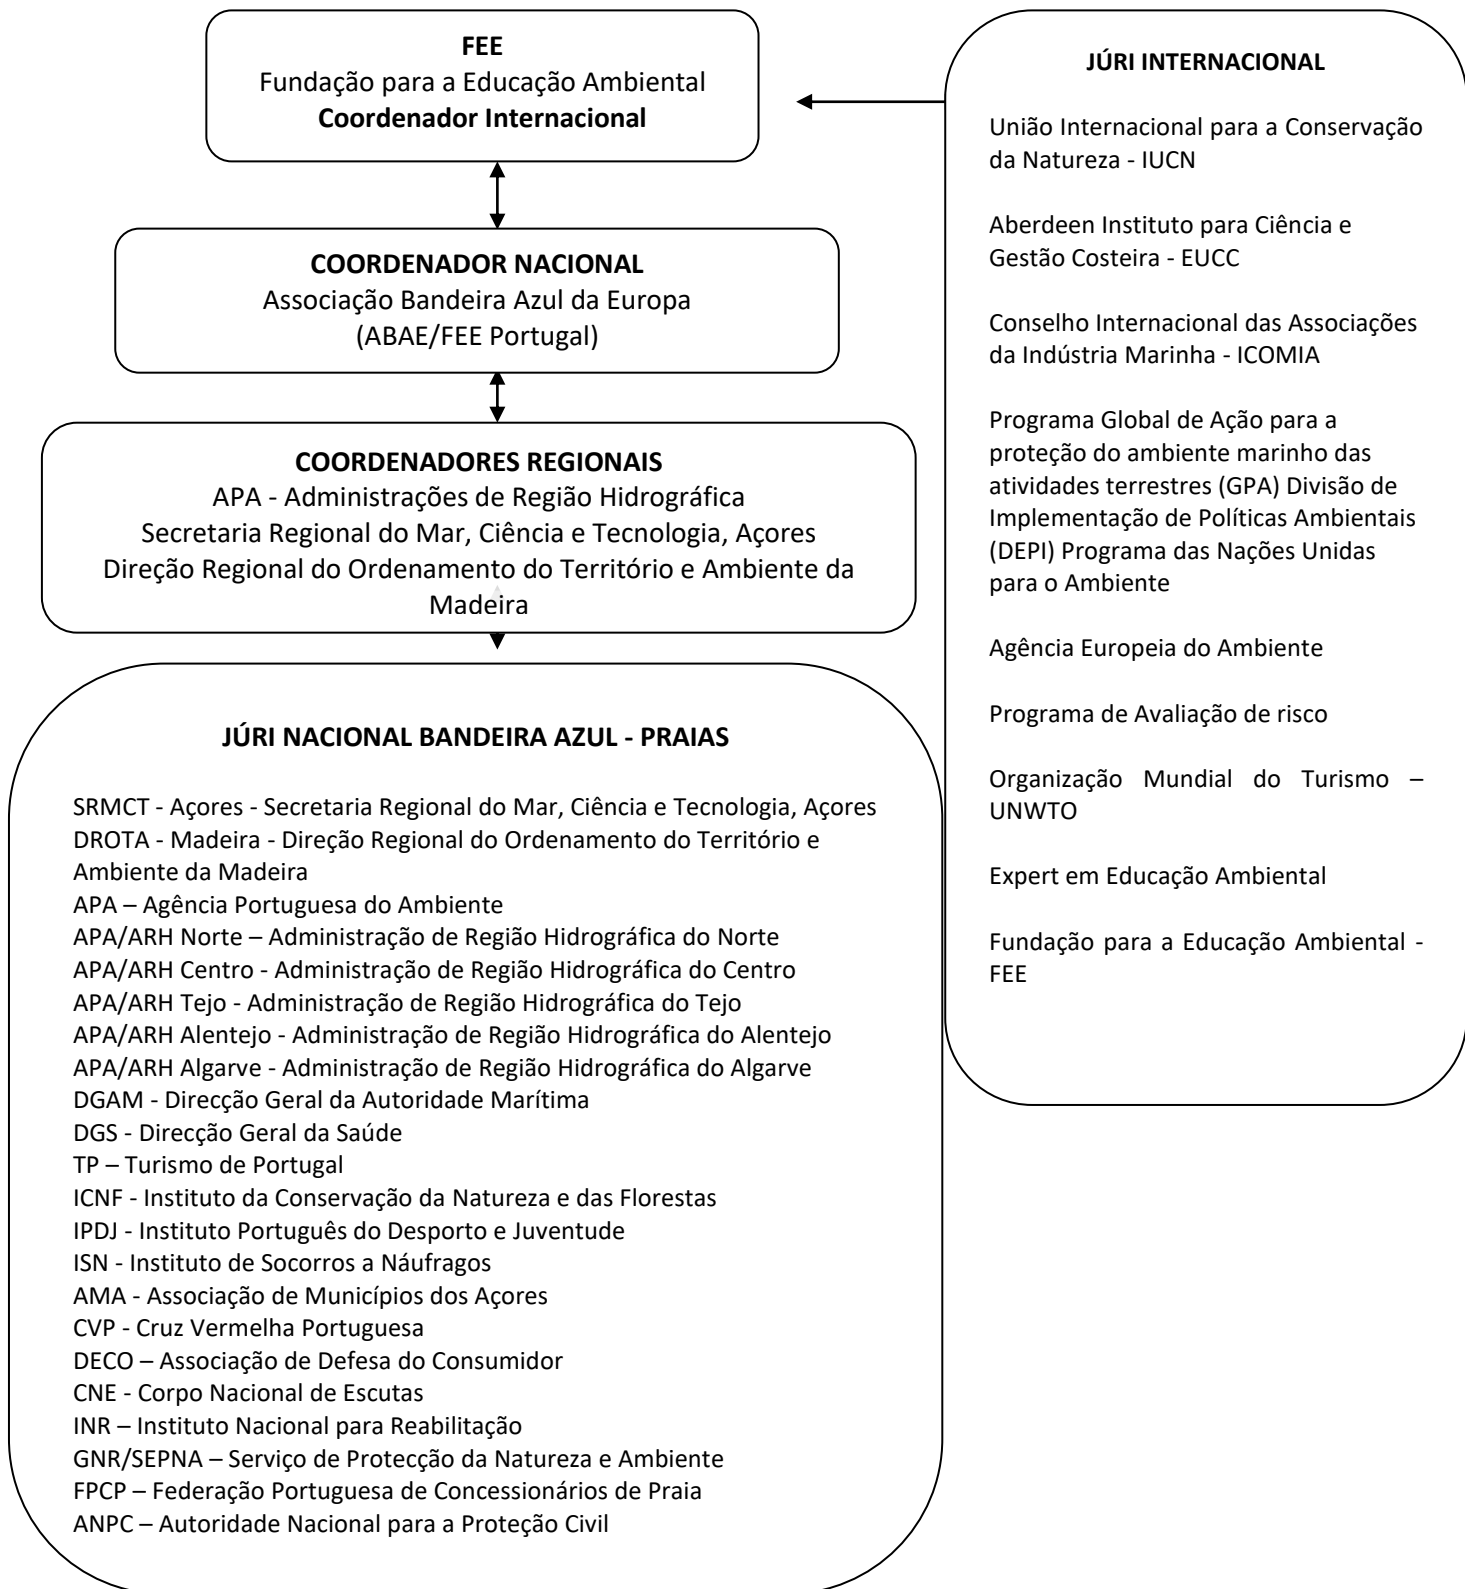 FEE
Fundação para a Educação Ambiental
Coordenador Internacional
COORDENADOR NACIONAL
Associação Bandeira Azul da Europa
(ABAE/FEE Portugal)
COORDENADORES REGIONAIS
APA - Administrações de Região Hidrográfica
Secretaria Regional do Mar, Ciência e Tecnologia, Açores
Direção Regional do Ordenamento do Território e Ambiente da
Madeira
JÚRI NACIONAL BANDEIRA AZUL - PRAIAS
SRMCT - Açores - Secretaria Regional do Mar, Ciência e Tecnologia, Açores
DROTA - Madeira - Direção Regional do Ordenamento do Território e
Ambiente da Madeira
APA – Agência Portuguesa do Ambiente
APA/ARH Norte – Administração de Região Hidrográfica do Norte
APA/ARH Centro - Administração de Região Hidrográfica do Centro
APA/ARH Tejo - Administração de Região Hidrográfica do Tejo
APA/ARH Alentejo - Administração de Região Hidrográfica do Alentejo
APA/ARH Algarve - Administração de Região Hidrográfica do Algarve
DGAM - Direcção Geral da Autoridade Marítima
DGS - Direcção Geral da Saúde
TP – Turismo de Portugal
ICNF - Instituto da Conservação da Natureza e das Florestas
IPDJ - Instituto Português do Desporto e Juventude
ISN - Instituto de Socorros a Náufragos
AMA - Associação de Municípios dos Açores
CVP - Cruz Vermelha Portuguesa
DECO – Associação de Defesa do Consumidor
CNE - Corpo Nacional de Escutas
INR – Instituto Nacional para Reabilitação
GNR/SEPNA – Serviço de Protecção da Natureza e Ambiente
FPCP – Federação Portuguesa de Concessionários de Praia
ANPC – Autoridade Nacional para a Proteção Civil
JÚRI INTERNACIONAL
União Internacional para a Conservação
da Natureza - IUCN
Aberdeen Instituto para Ciência e
Gestão Costeira - EUCC
Conselho Internacional das Associações
da Indústria Marinha - ICOMIA
Programa Global de Ação para a
proteção do ambiente marinho das
atividades terrestres (GPA) Divisão de
Implementação de Políticas Ambientais
(DEPI) Programa das Nações Unidas
para o Ambiente
Agência Europeia do Ambiente
Programa de Avaliação de risco
Organização Mundial do Turismo –
UNWTO
Expert em Educação Ambiental
Fundação para a Educação Ambiental -
FEE